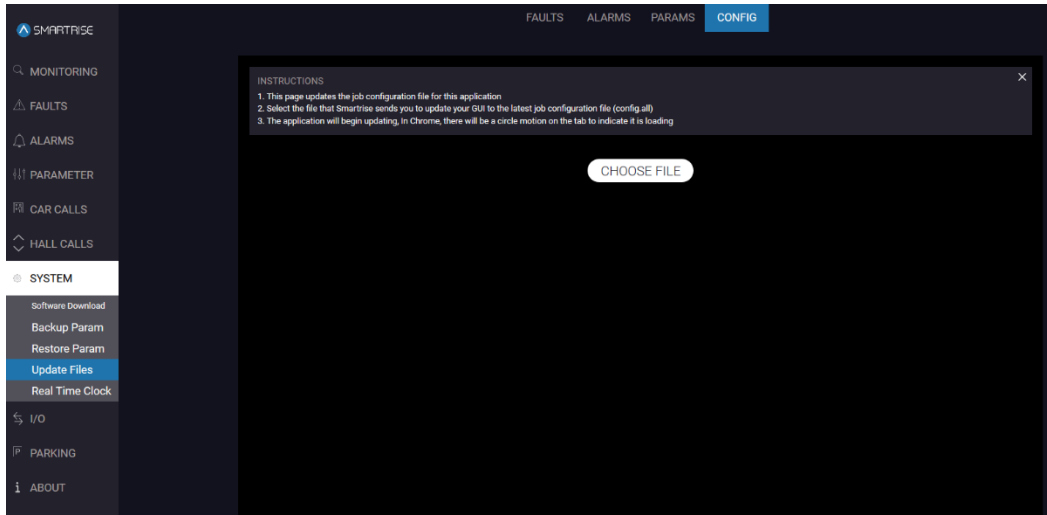 SMARTRISE
FAULTS ALARMS PARAMS CONFIG
MONITORING
FAULTS
ALARMS
PARAMETER
CAR CALLS
HALL CALLS
SYSTEM
Software Download
Backup Param
Restore Param
Update Files
Real Time Clock
I/O
PARKING
ABOUT
INSTRUCTIONS
1. This page updates the job configuration file for this application
2. Select the file that Smartrise sends you to update your GUI to the latest job configuration file (config.all)
3. The application will begin updating, In Chrome, there will be a circle motion on the tab to indicate it is loading
CHOOSE FILE